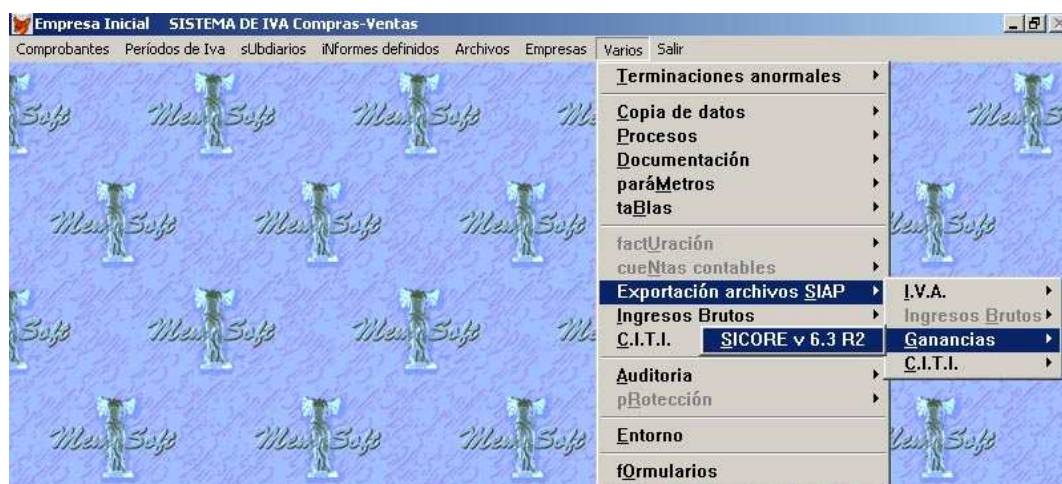 Empresa Inicial SISTEMA DE IVA Compras-Ventas
Comprobantes Períodos de Iva sUbdiarios iNformes definidos Archivos Empresas Varios Salir
Terminaciones anormales
Copia de datos
Procesos
Documentación
paráMetros
taBlas
factUración
cueNtas contables
Exportación archivos SIAP
Ingresos Brutos
C.I.T.I.
Auditoria
pRotección
Entorno
fOrmularios
I.V.A.
Ingresos Brutos
Ganancias
C.I.T.I.
SICORE v 6.3 R2